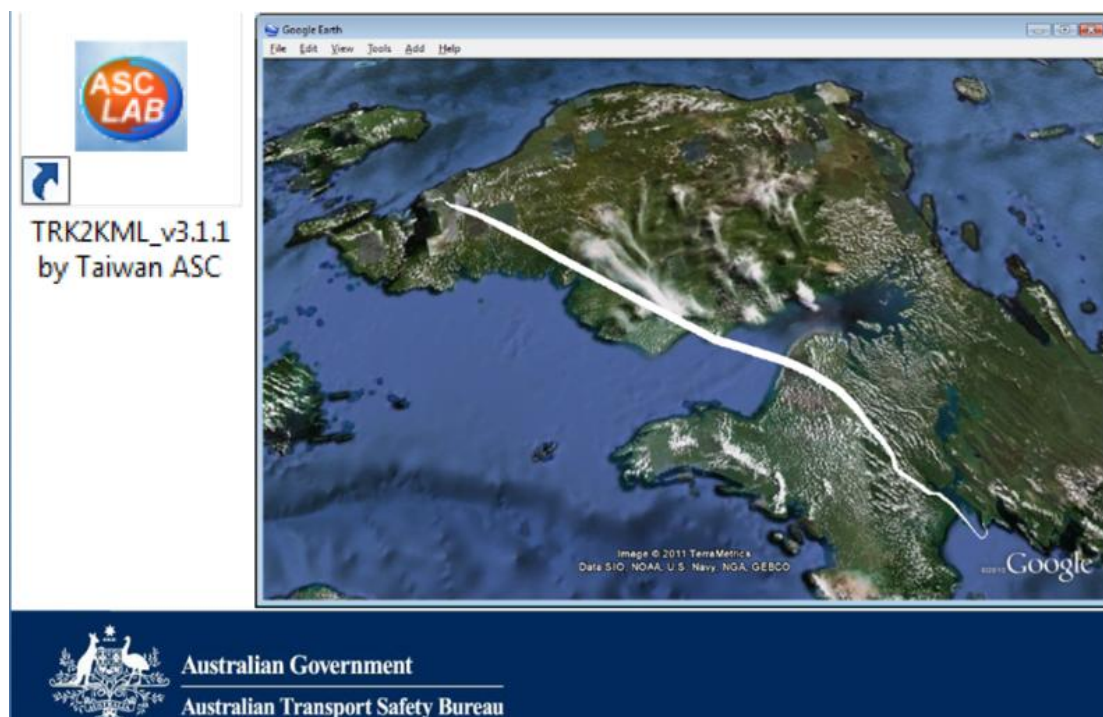 ASC
LAB
TRK2KML_v3.1.1
by Taiwan ASC
Google Earth
File Edit View Tools Add Help
Image © 2011 TerraMetrics
Data SIO, NOAA, U.S. Navy, NGA, GEBCO
©2010 Google
Australian Government
Australian Transport Safety Bureau